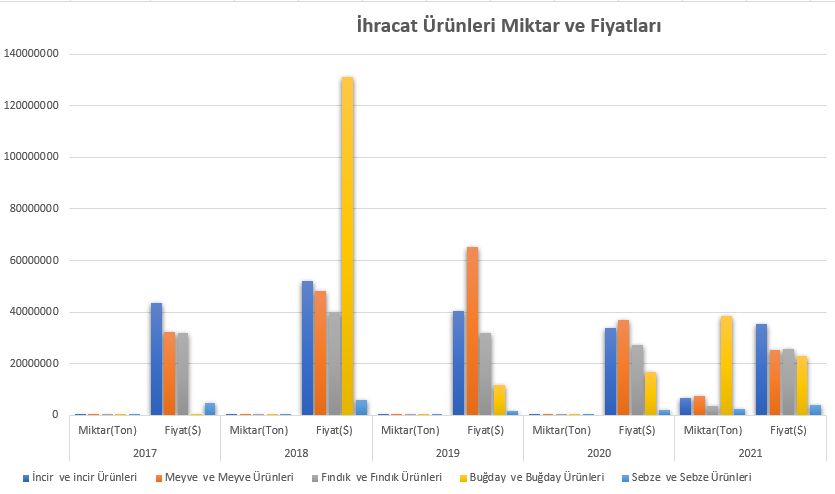 İhracat Ürünleri Miktar ve Fiyatları
140000000
120000000
100000000
80000000
60000000
40000000
20000000
0
Miktar(Ton) Fiyat($) Miktar(Ton) Fiyat($) Miktar(Ton) Fiyat($) Miktar(Ton) Fiyat($) Miktar(Ton) Fiyat($)
2017 2018 2019 2020 2021
İncir ve incir Ürünleri Meyve ve Meyve Ürünleri Fındık ve Fındık Ürünleri Buğday ve Buğday Ürünleri Sebze ve Sebze Ürünleri